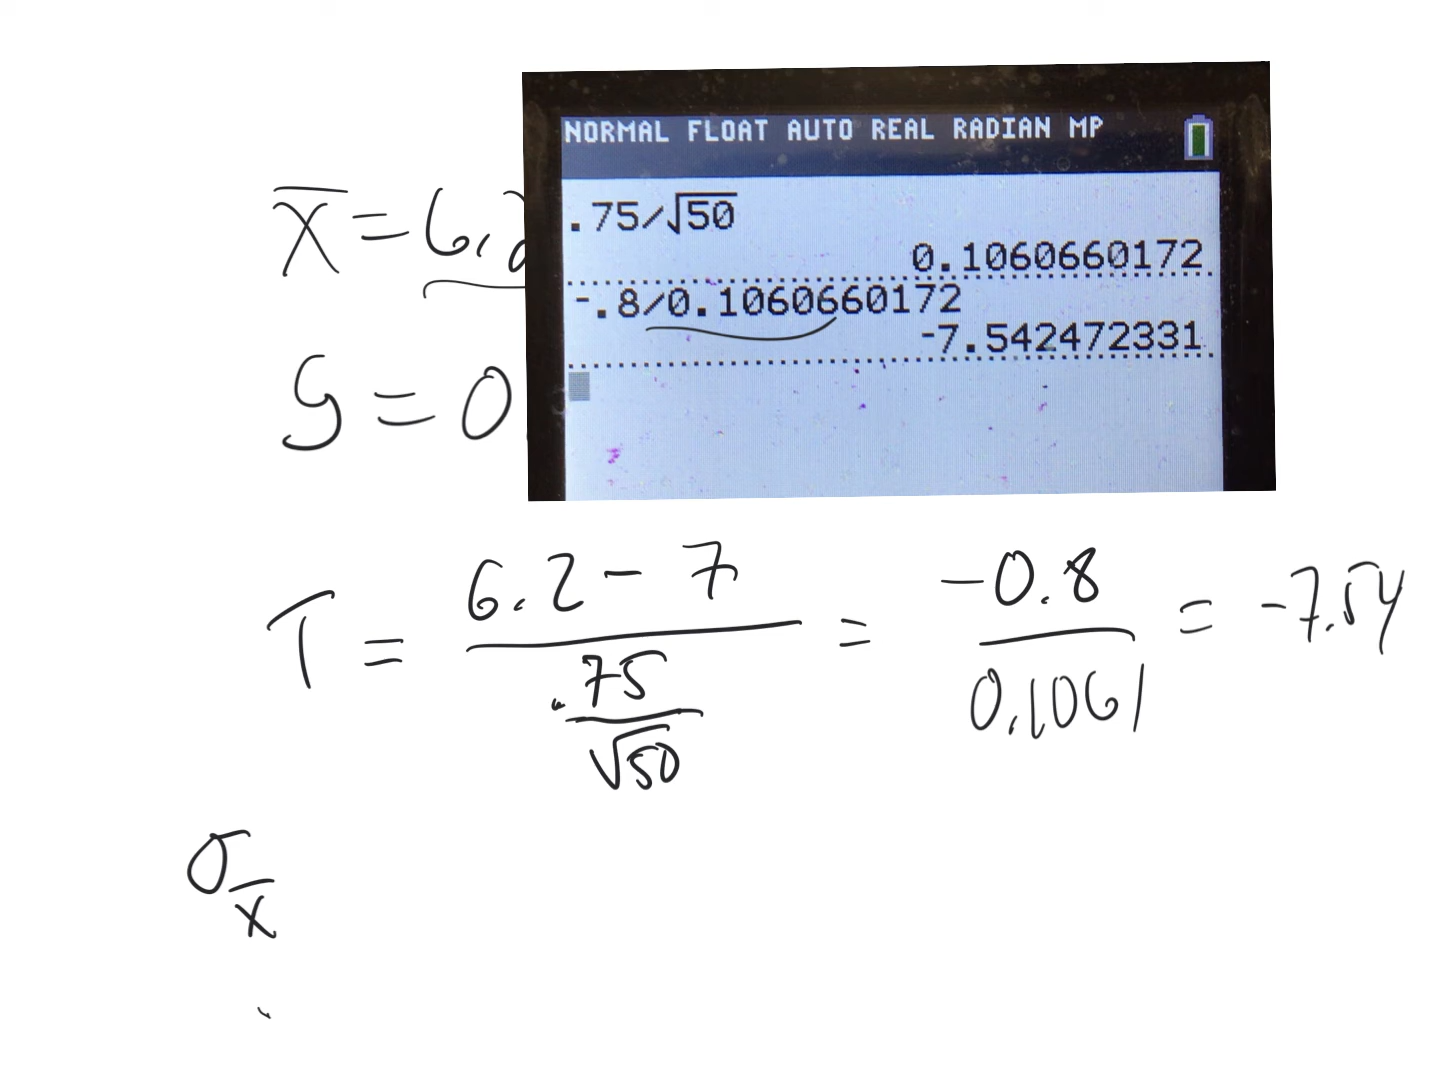 NORMAL FLOAT AUTO REAL RADIAN MP
.75/√50
0.1060660172
-.8/0.1060660172
-7.542472331
x̄ = 6.2
S = 0
T = (6.2 - 7) / (.75/√50) = -0.8/0.1061 = -7.54
σx̄